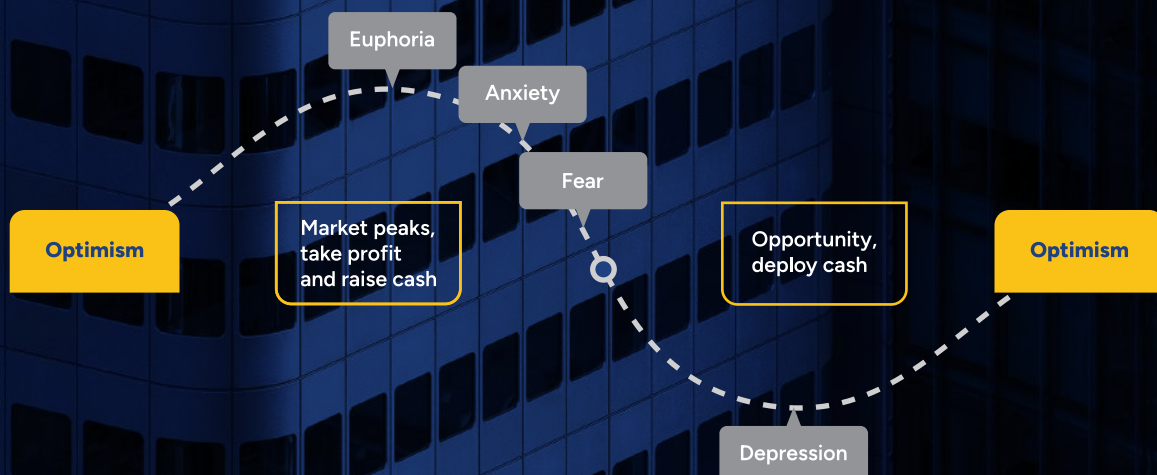 Euphoria
Anxiety
Fear
Optimism
Market peaks,
take profit
and raise cash
Opportunity,
deploy cash
Optimism
Depression